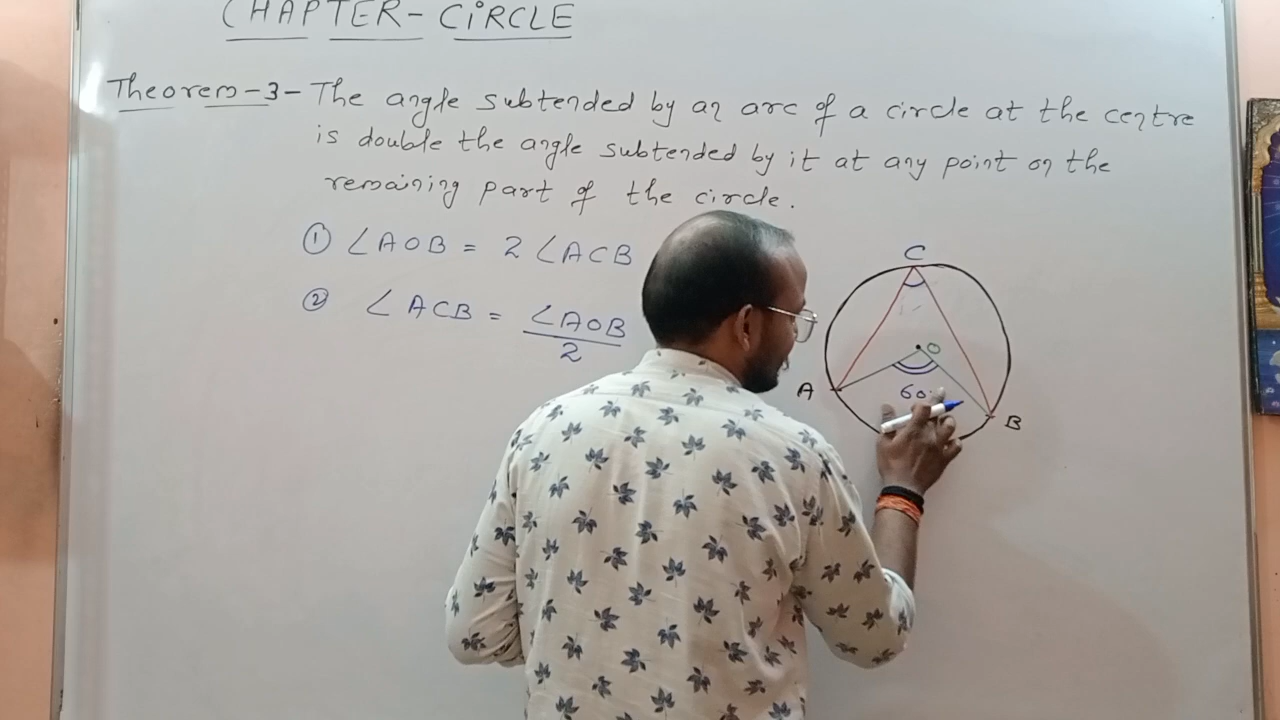 CHAPTER - CIRCLE
Theorem - 3 - The angle subtended by an arc of a circle at the centre
is double the angle subtended by it at any point on the
remaining part of the circle.
① ∠AOB = 2 ∠ACB
② ∠ACB = ∠AOB / 2
C
O
A
60°
B